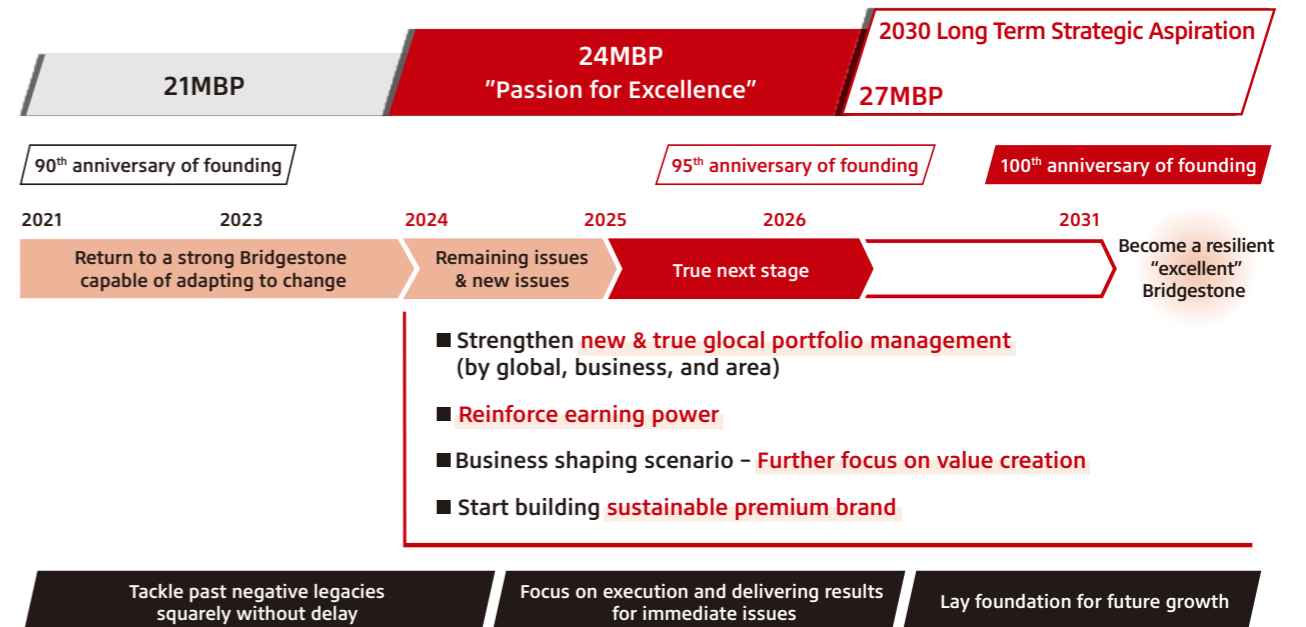 21MBP
24MBP
”Passion for Excellence”
2030 Long Term Strategic Aspiration
27MBP
90th anniversary of founding
95th anniversary of founding
100th anniversary of founding
2021
2023
2024
2025
2026
2031
Return to a strong Bridgestone
capable of adapting to change
Remaining issues
& new issues
True next stage
Become a resilient
“excellent”
Bridgestone
■ Strengthen new & true glocal portfolio management
(by global, business, and area)
■ Reinforce earning power
■ Business shaping scenario – Further focus on value creation
■ Start building sustainable premium brand
Tackle past negative legacies
squarely without delay
Focus on execution and delivering results
for immediate issues
Lay foundation for future growth